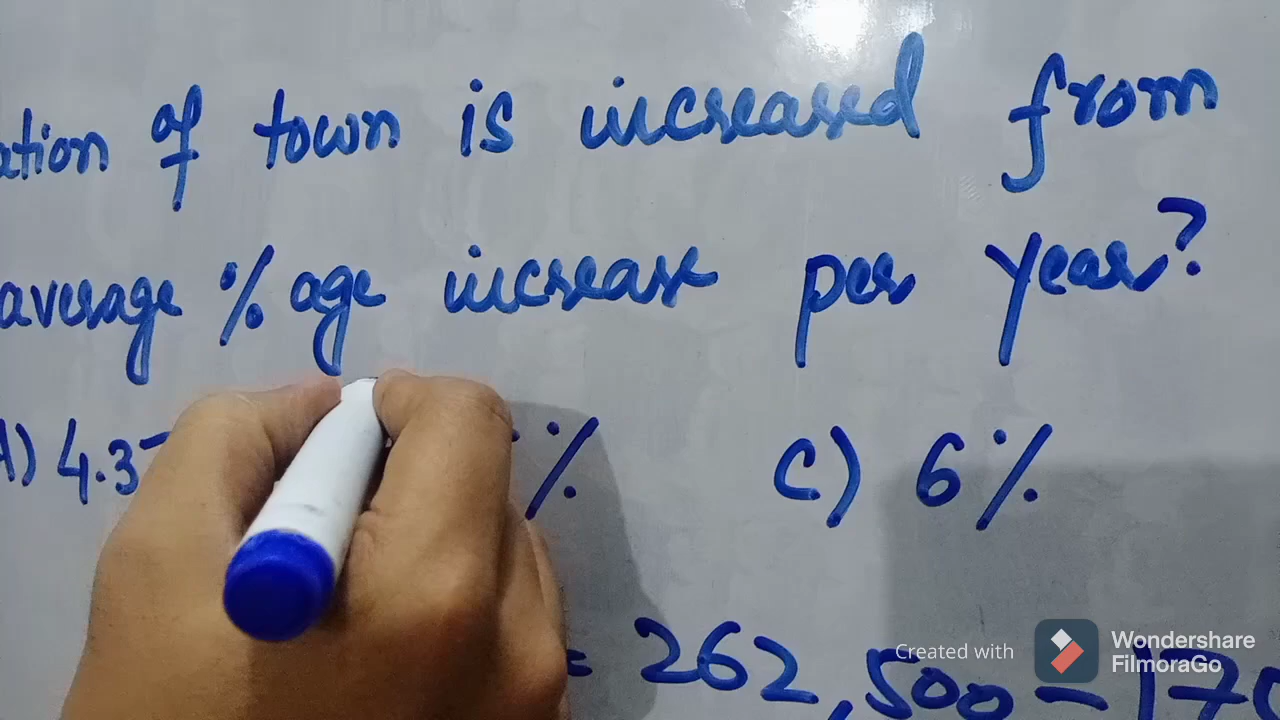 ation of town is increased from
average % age increase per year?
A) 4.3 % C) 6%
= 262,500 - 170
Created with Wondershare FilmoraGo